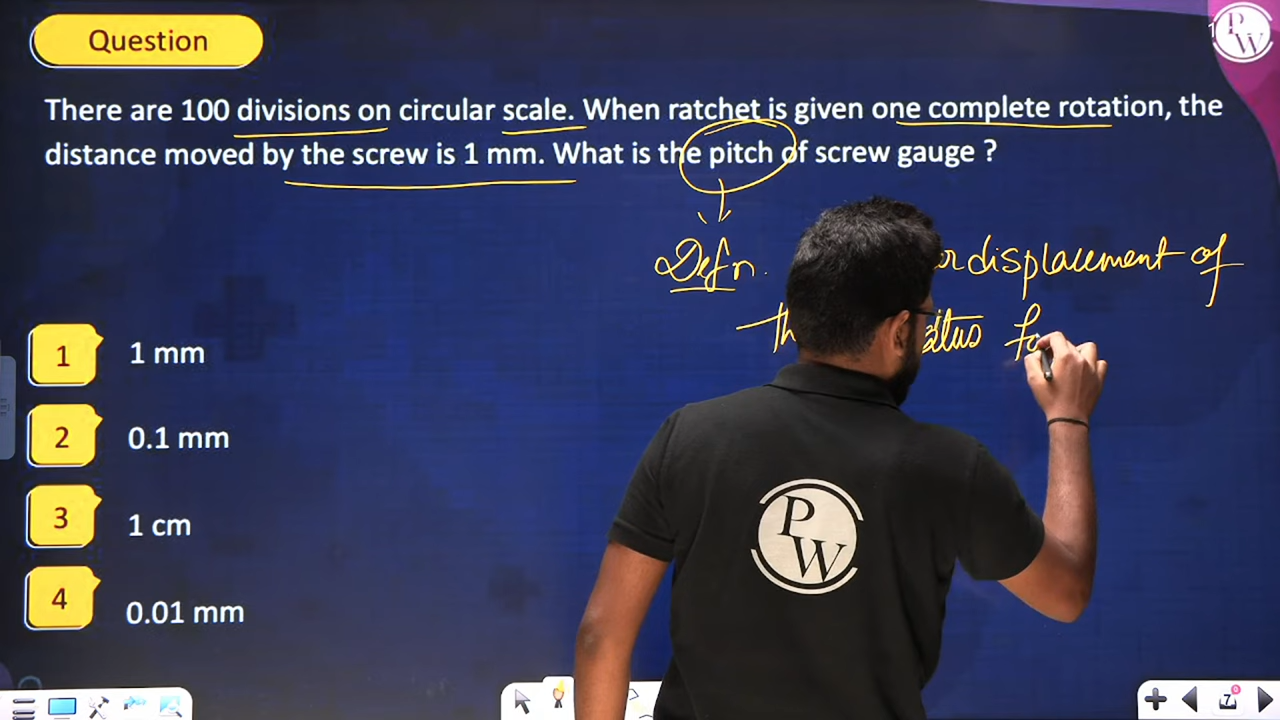 Question
PW
There are 100 divisions on circular scale. When ratchet is given one complete rotation, the
distance moved by the screw is 1 mm. What is the pitch of screw gauge ?
Defn. displacement of
1 1 mm
2 0.1 mm
3 1 cm
4 0.01 mm
PW
7